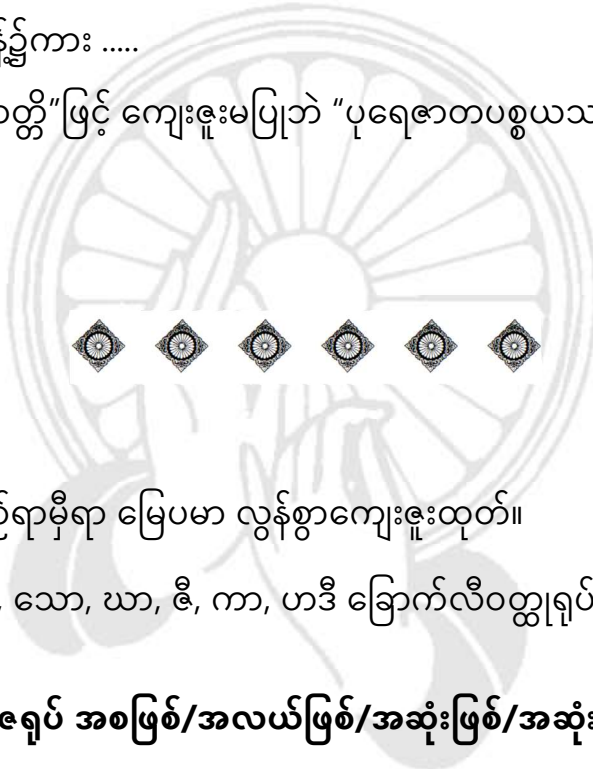 ့၌ကား .....
တ္တိ”ဖြင့် ကျေးဇူးမပြုဘဲ “ပုရေဇာတပစ္စယသ
ရာမှီရာ မြေပမာ လွန်စွာကျေးဇူးထုတ်။
, သော, ဃာ, ဇီ, ကာ, ဟဒီ ခြောက်လီဝတ္ထုရုပ်
ဇရုပ် အစဖြစ်/အလယ်ဖြစ်/အဆုံးဖြစ်/အဆုံး